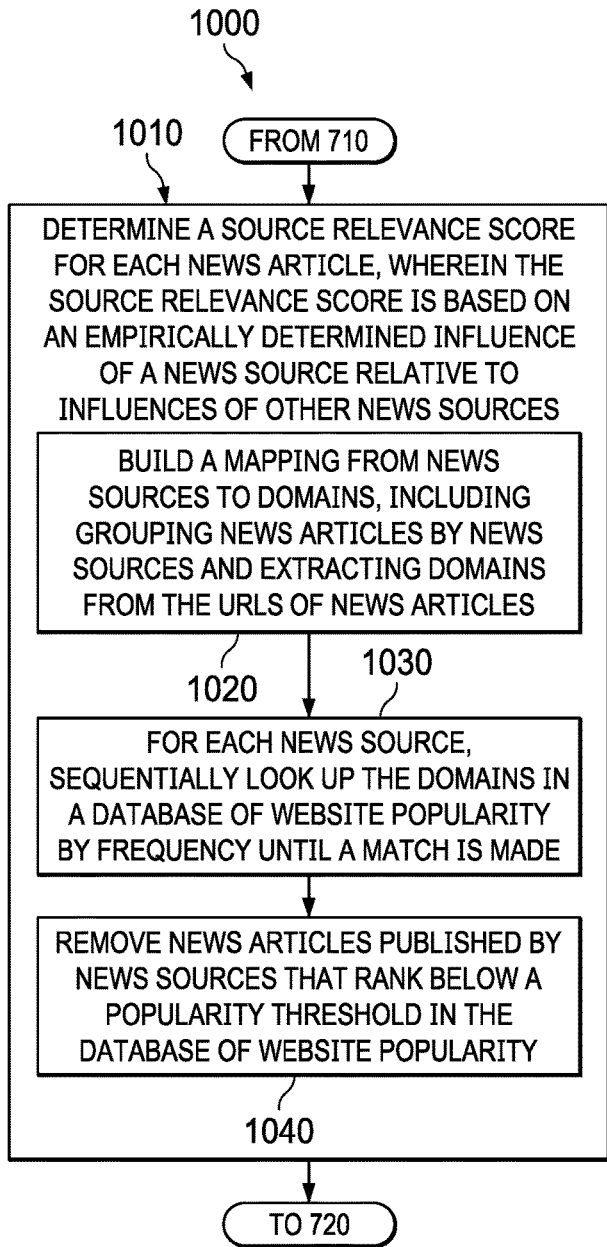 1000
FROM 710
1010
DETERMINE A SOURCE RELEVANCE SCORE
FOR EACH NEWS ARTICLE, WHEREIN THE
SOURCE RELEVANCE SCORE IS BASED ON
AN EMPIRICALLY DETERMINED INFLUENCE
OF A NEWS SOURCE RELATIVE TO
INFLUENCES OF OTHER NEWS SOURCES
BUILD A MAPPING FROM NEWS
SOURCES TO DOMAINS, INCLUDING
GROUPING NEWS ARTICLES BY NEWS
SOURCES AND EXTRACTING DOMAINS
FROM THE URLS OF NEWS ARTICLES
1020
1030
FOR EACH NEWS SOURCE,
SEQUENTIALLY LOOK UP THE DOMAINS IN
A DATABASE OF WEBSITE POPULARITY
BY FREQUENCY UNTIL A MATCH IS MADE
REMOVE NEWS ARTICLES PUBLISHED BY
NEWS SOURCES THAT RANK BELOW A
POPULARITY THRESHOLD IN THE
DATABASE OF WEBSITE POPULARITY
1040
TO 720